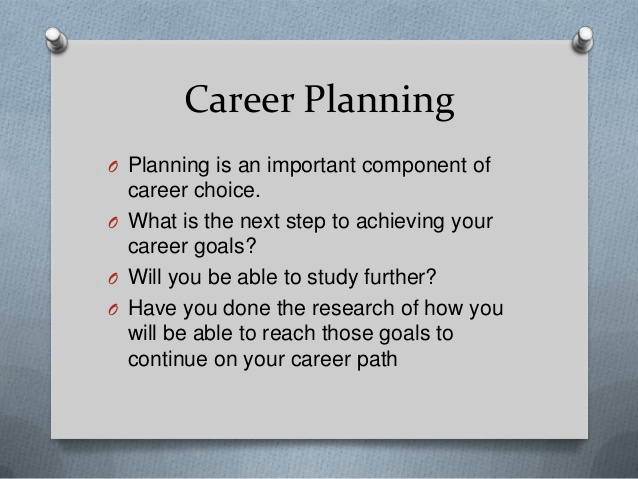 Career Planning
Planning is an important component of
career choice.
What is the next step to achieving your
career goals?
Will you be able to study further?
Have you done the research of how you
will be able to reach those goals to
continue on your career path